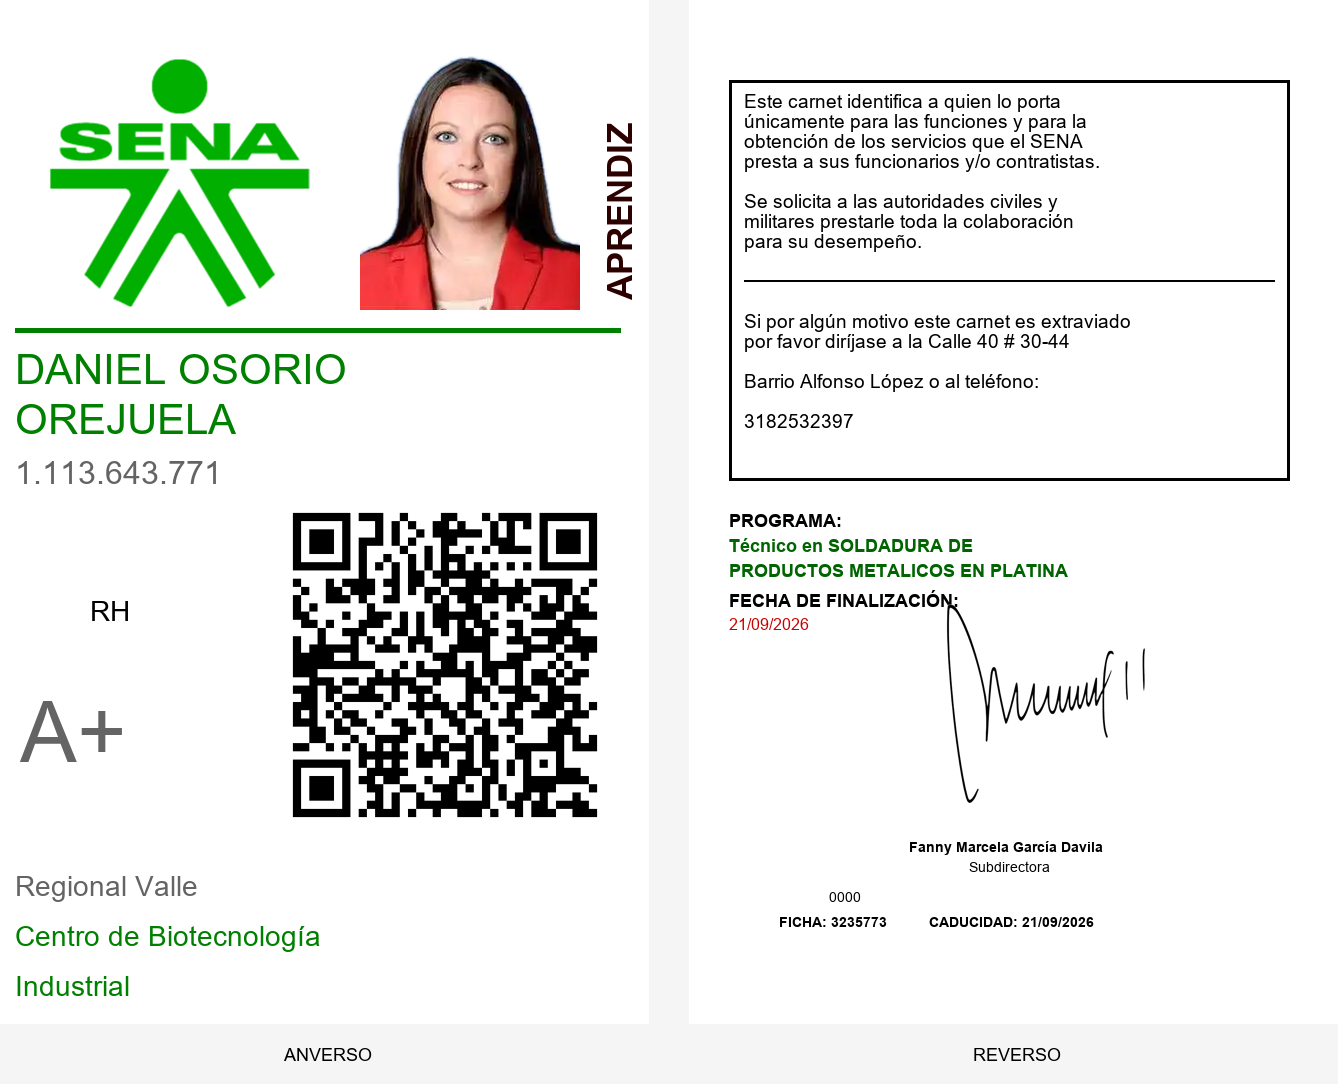 SENA
APRENDIZ
DANIEL OSORIO
OREJUELA
1.113.643.771
RH
A+
Regional Valle
Centro de Biotecnología
Industrial
ANVERSO
Este carnet identifica a quien lo porta
únicamente para las funciones y para la
obtención de los servicios que el SENA
presta a sus funcionarios y/o contratistas.
Se solicita a las autoridades civiles y
militares prestarle toda la colaboración
para su desempeño.
Si por algún motivo este carnet es extraviado
por favor diríjase a la Calle 40 # 30-44
Barrio Alfonso López o al teléfono:
3182532397
PROGRAMA:
Técnico en SOLDADURA DE
PRODUCTOS METALICOS EN PLATINA
FECHA DE FINALIZACIÓN:
21/09/2026
Fanny Marcela García Davila
Subdirectora
0000
FICHA: 3235773 CADUCIDAD: 21/09/2026
REVERSO